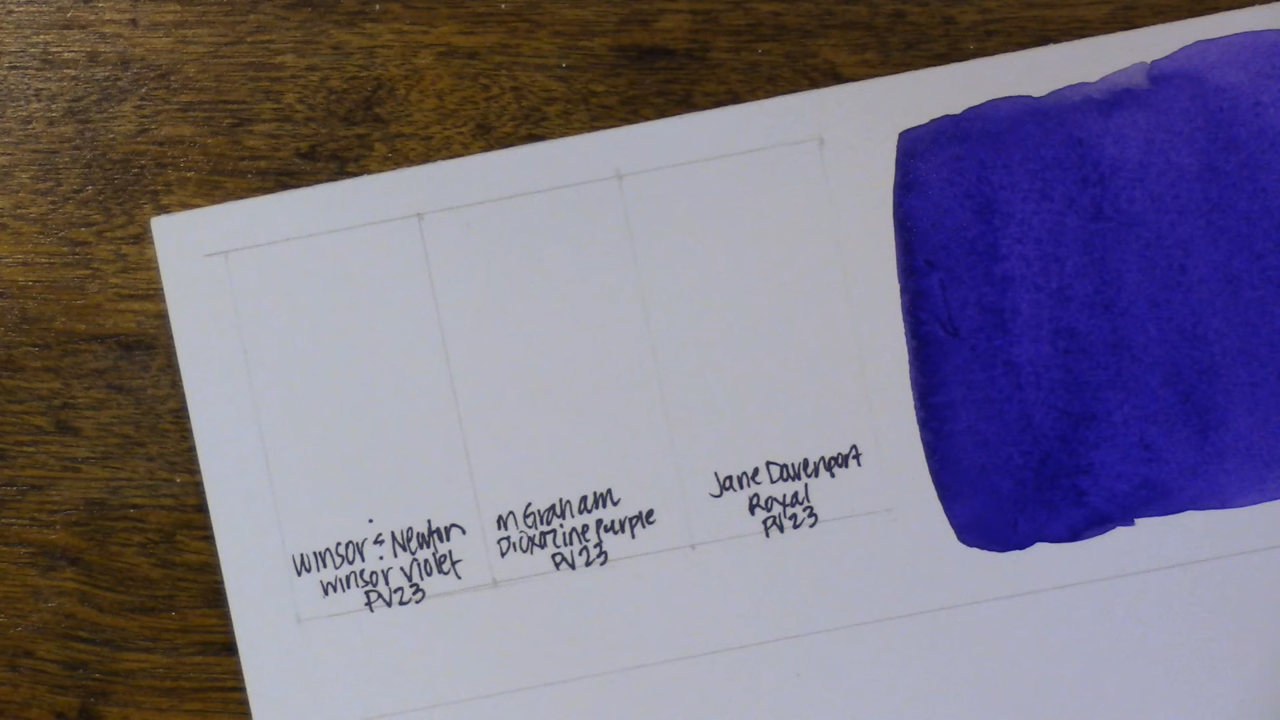 Winsor & Newton
Winsor Violet
PV23
M Graham
Dioxazine Purple
PV23
Jane Davenport
Royal
PV23